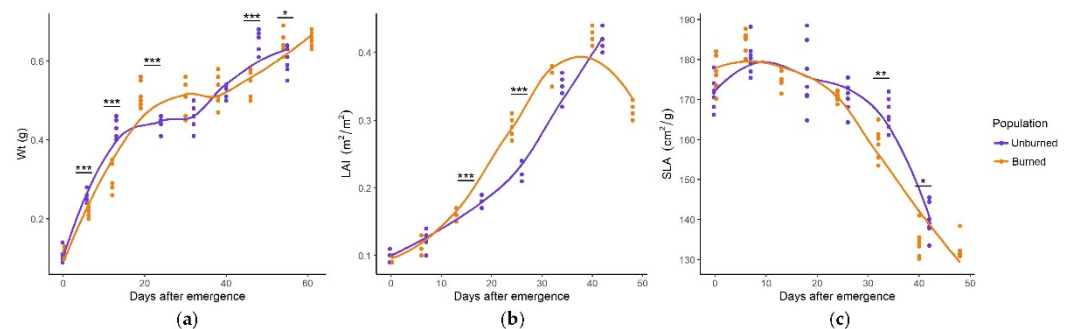 *** *** *** *** *
Wt (g)
0.6
0.4
0.2
0 20 40 60
Days after emergence
(a)
*** ***
LAI (m²/m²)
0.4
0.3
0.2
0.1
0 10 20 30 40 50
Days after emergence
(b)
** *
SLA (cm²/g)
190
180
170
160
150
140
130
0 10 20 30 40 50
Days after emergence
(c)
Population
Unburned
Burned